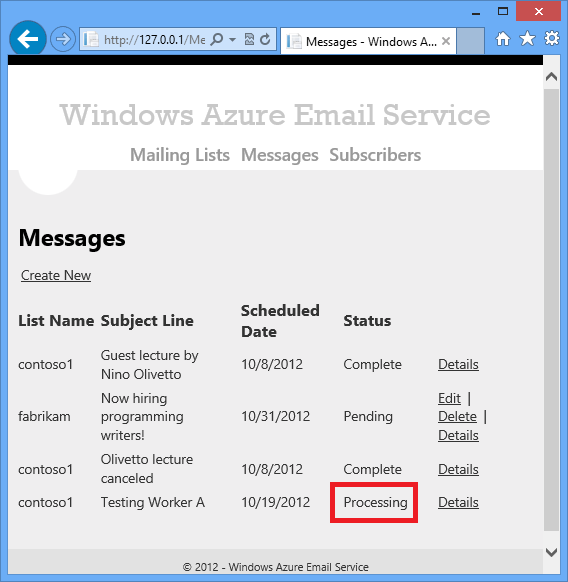 http://127.0.0.1/Me
Messages - Windows A...
Windows Azure Email Service
Mailing Lists Messages Subscribers
Messages
Create New
List Name Subject Line Scheduled Date Status
contoso1 Guest lecture by Nino Olivetto 10/8/2012 Complete Details
fabrikam Now hiring programming writers! 10/31/2012 Pending Edit | Delete | Details
contoso1 Olivetto lecture canceled 10/8/2012 Complete Details
contoso1 Testing Worker A 10/19/2012 Processing Details
© 2012 - Windows Azure Email Service